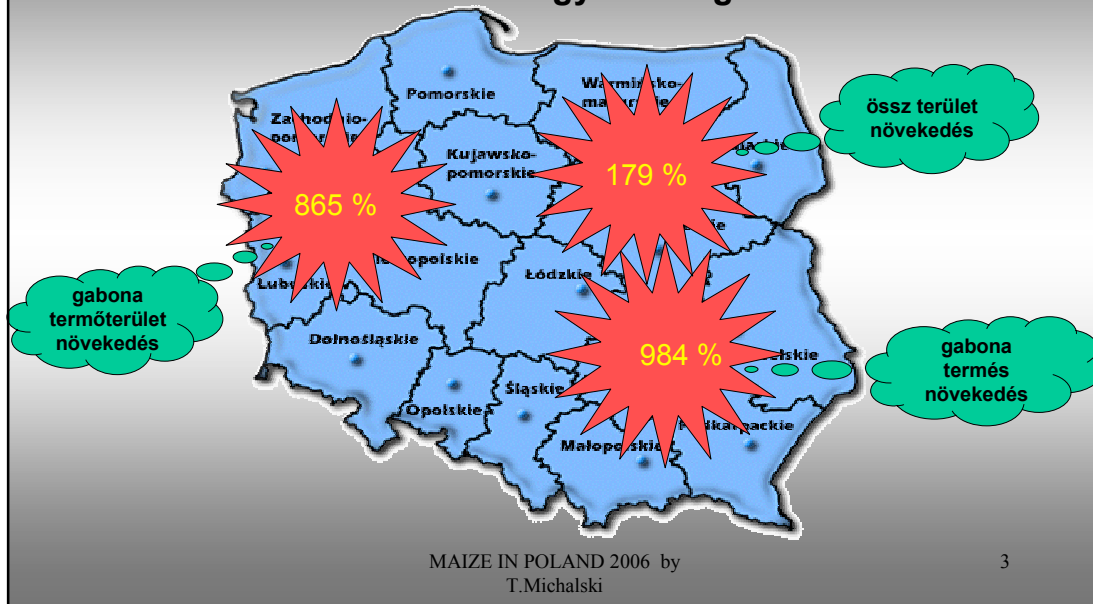 Pomorskie
Kujawsko-
pomorskie
865 %
179 %
össz terület
növekedés
Łódzkie
gabona
termőterület
növekedés
Dolnośląskie
984 %
gabona
termés
növekedés
Śląskie
Opolskie
Małopolskie
MAIZE IN POLAND 2006 by
T.Michalski
3